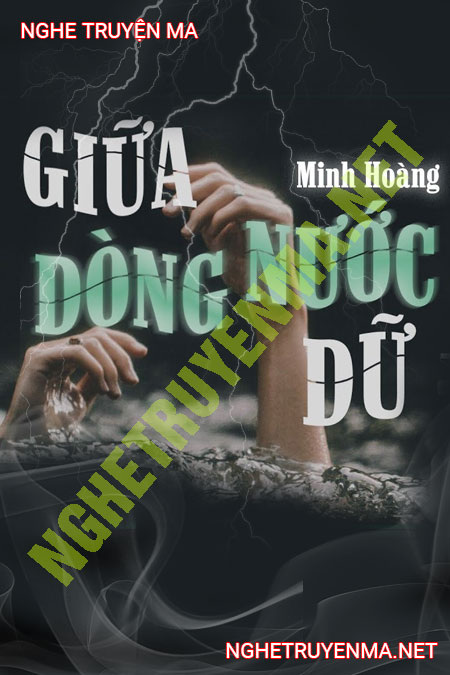 NGHE TRUYỆN MA
GIỮA
Minh Hoàng
DÒNG NƯỚC
DỮ
NGHETRUYENMA.NET
NGHETRUYENMA.NET